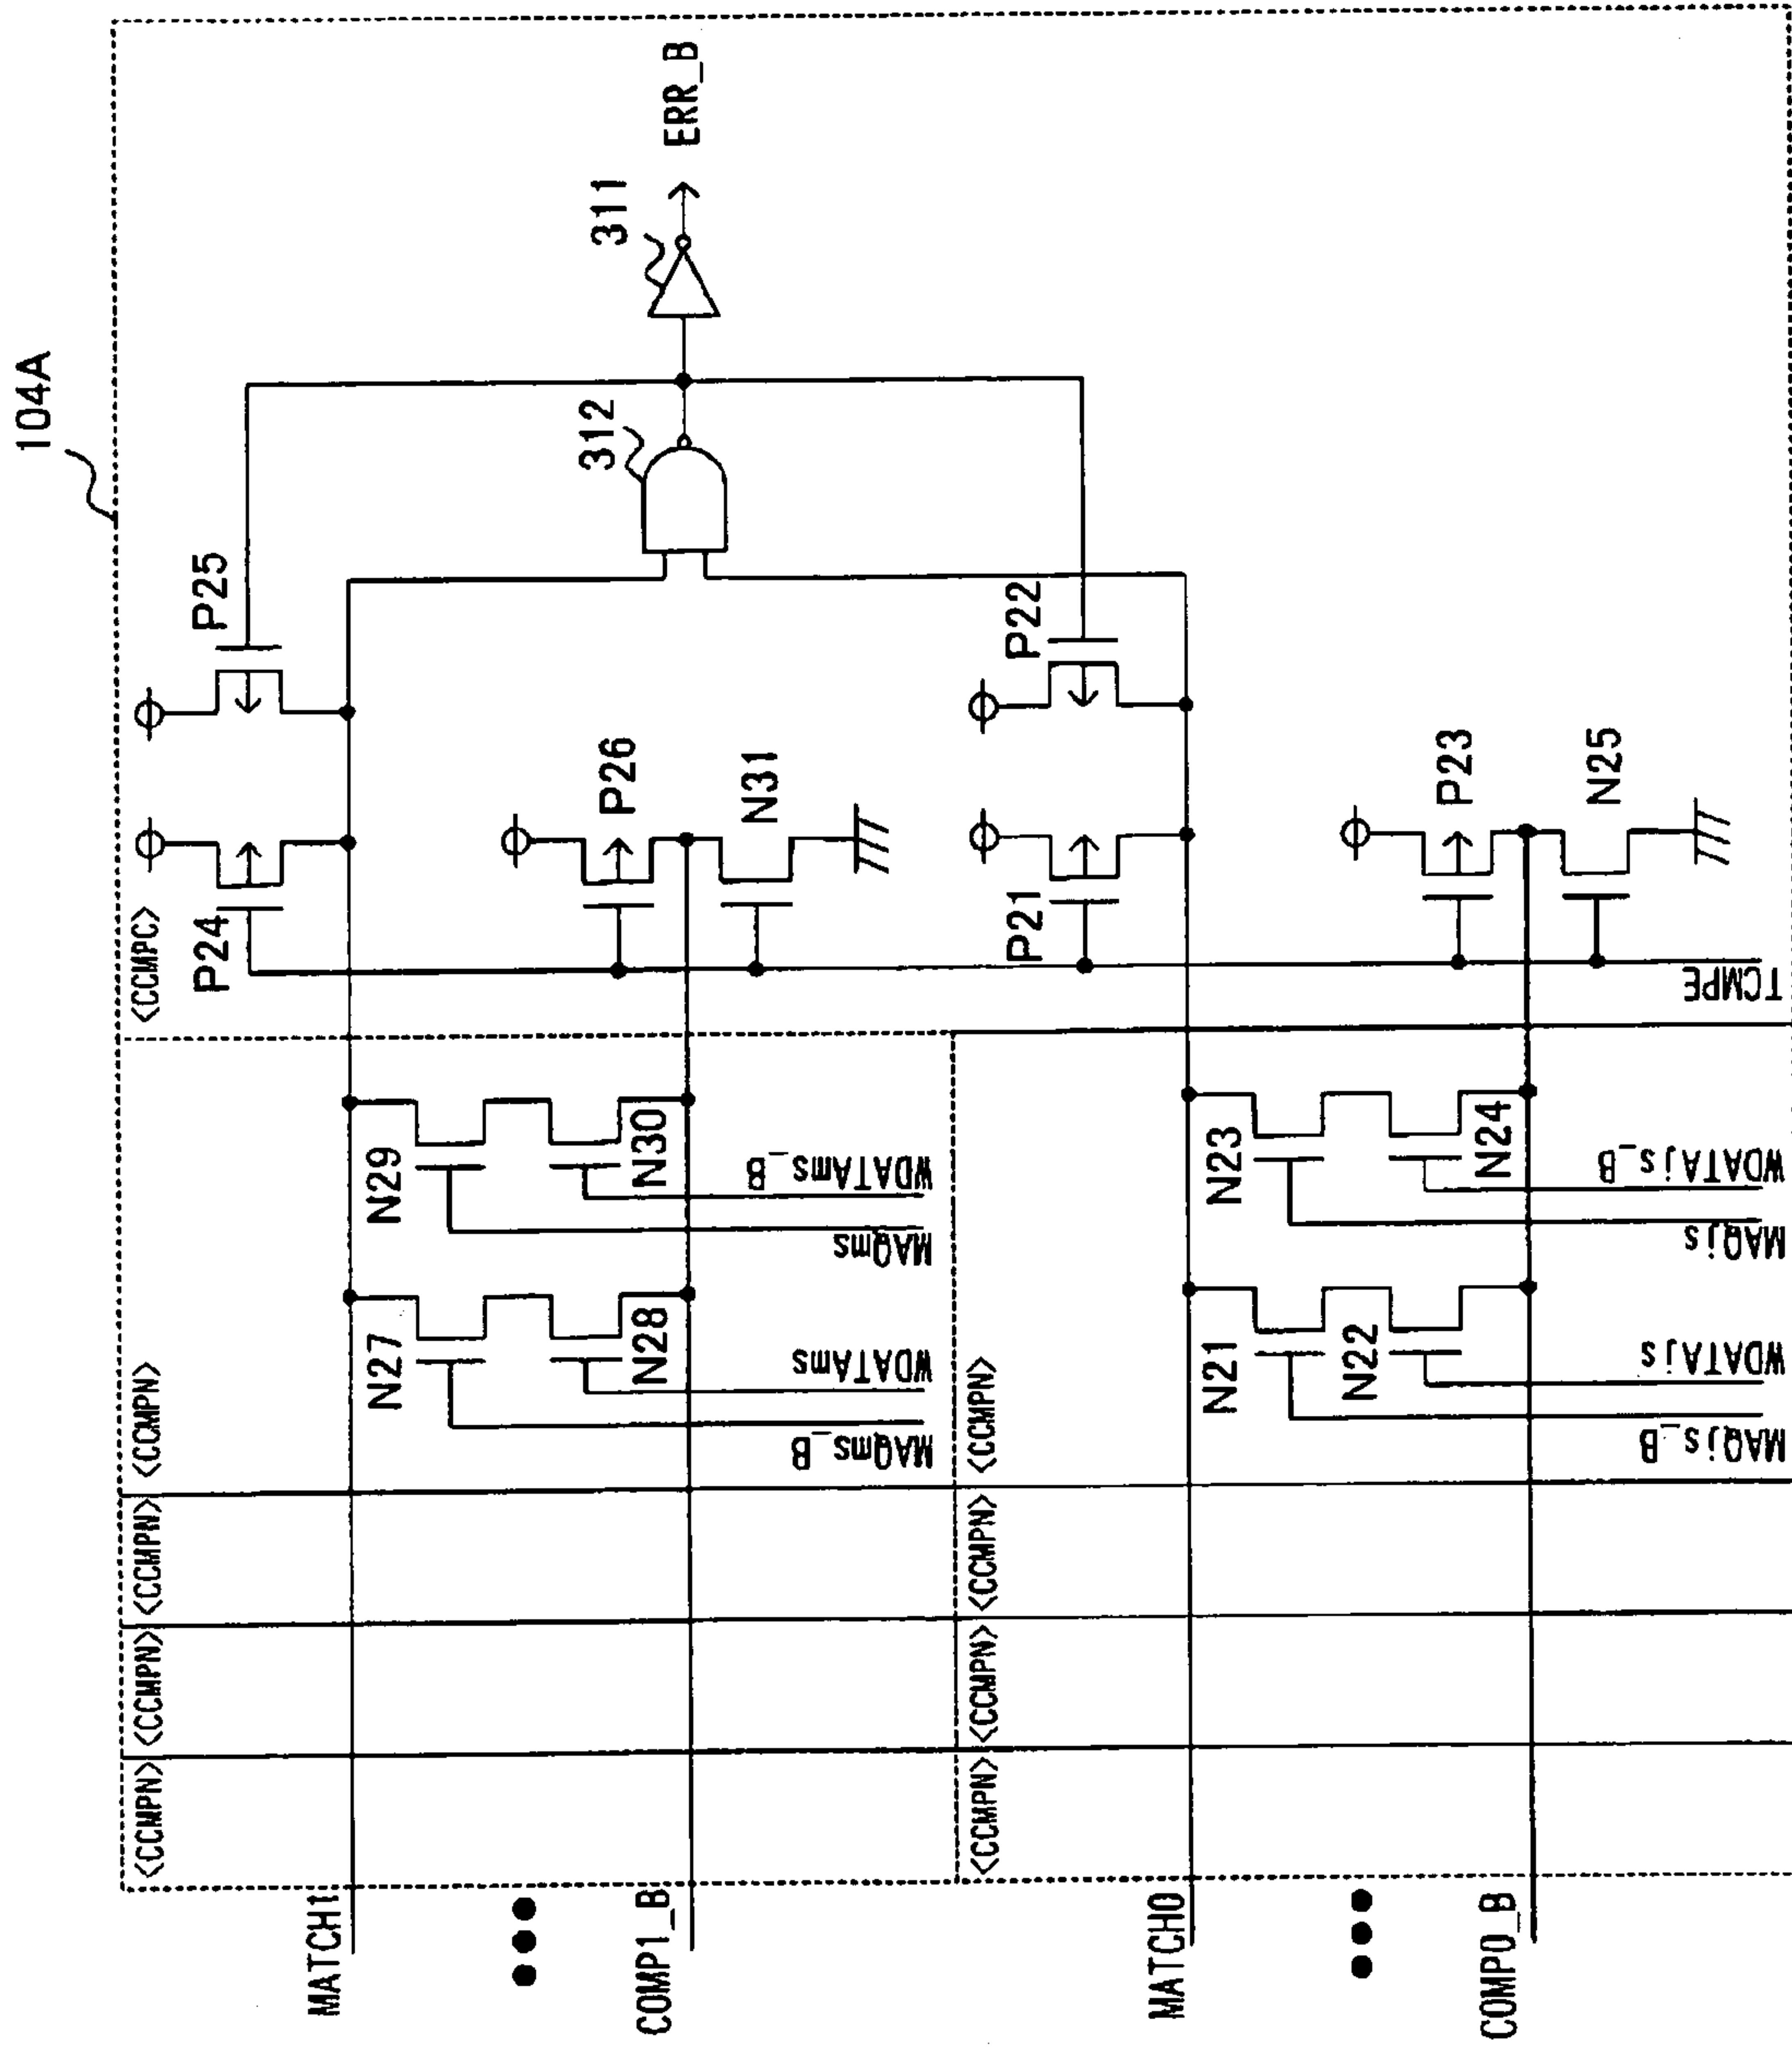 104A
<CCMPC>
P24
P25
P26
N31
312
311
ERR_B
P21
P22
P23
N25
TCMPE
<CCMPN>
<CCMPN>
<CCMPN>
<CCMPN>
N27
N28
N29
N30
MAQms_B
WDATAms
MAQms
WDATAms_B
MATCH1
COMP1_B
<CCMPN>
<CCMPN>
<CCMPN>
<CCMPN>
N21
N22
N23
N24
MAQjs_B
WDATAjs
MAQjs
WDATAjs_B
MATCH0
COMP0_B